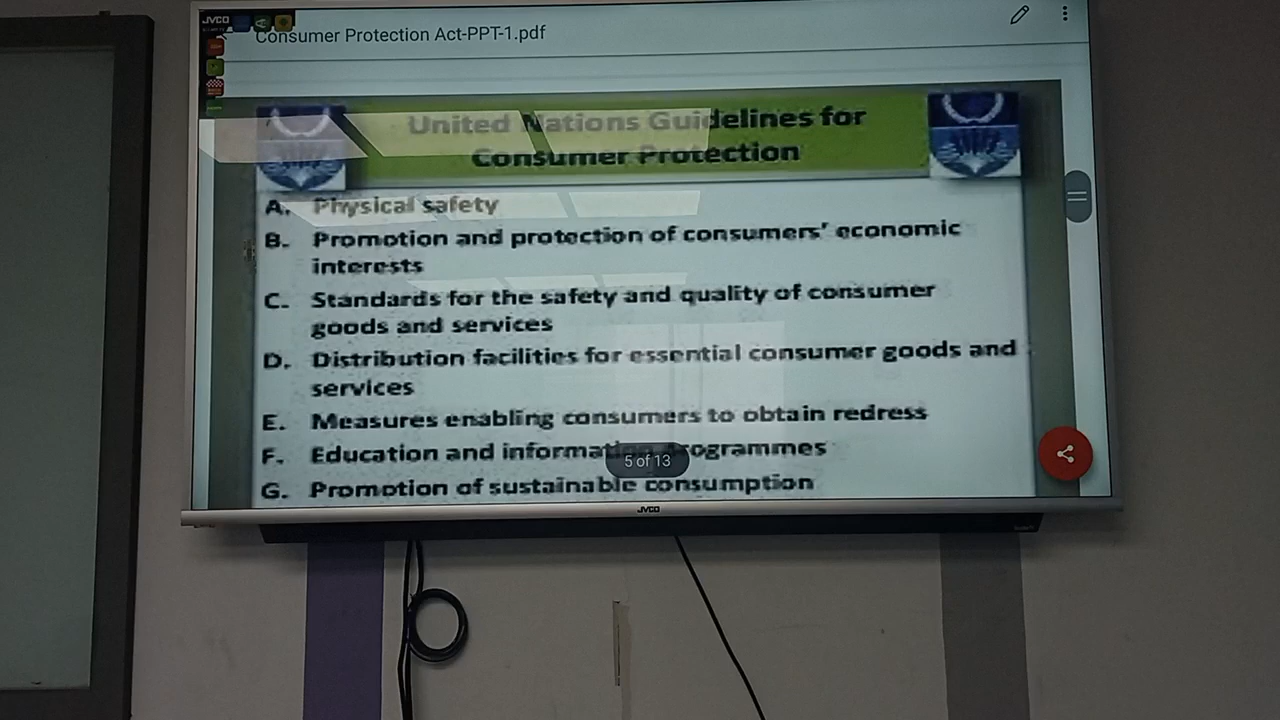 JVCO
Consumer Protection Act-PPT-1.pdf
United Nations Guidelines for
Consumer Protection
A. Physical safety
B. Promotion and protection of consumers' economic
interests
C. Standards for the safety and quality of consumer
goods and services
D. Distribution facilities for essential consumer goods and
services
E. Measures enabling consumers to obtain redress
F. Education and information programmes
5 of 13
G. Promotion of sustainable consumption
JVCO